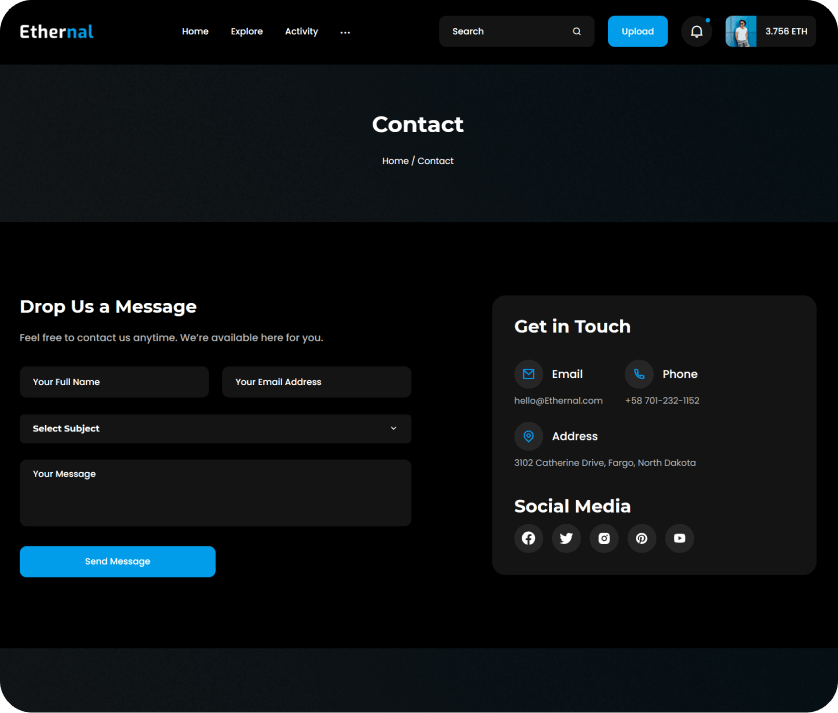 Ethernal
Home Explore Activity ...
Search
Upload
3.756 ETH
Contact
Home / Contact
Drop Us a Message
Feel free to contact us anytime. We're available here for you.
Your Full Name
Your Email Address
Select Subject
Your Message
Send Message
Get in Touch
Email
hello@Ethernal.com
Phone
+58 701-232-1152
Address
3102 Catherine Drive, Fargo, North Dakota
Social Media